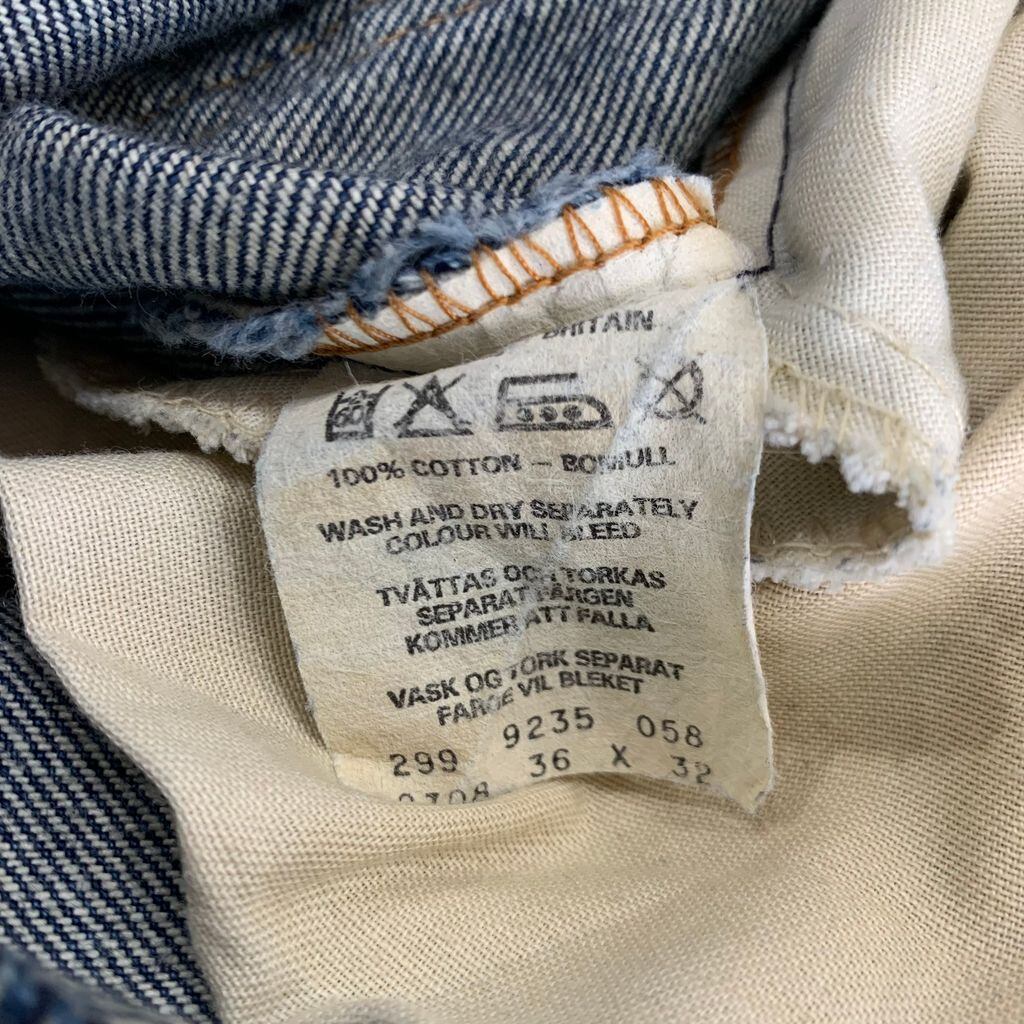 BRITAIN
100% COTTON – BOMULL
WASH AND DRY SEPARATELY
COLOUR WILL BLEED
TVÄTTAS OCH TORKAS
SEPARAT FÄRGEN
KOMMER ATT FALLA
VASK OG TORK SEPARAT
FARGE VIL BLEKET
299 9235 058
36 X 32